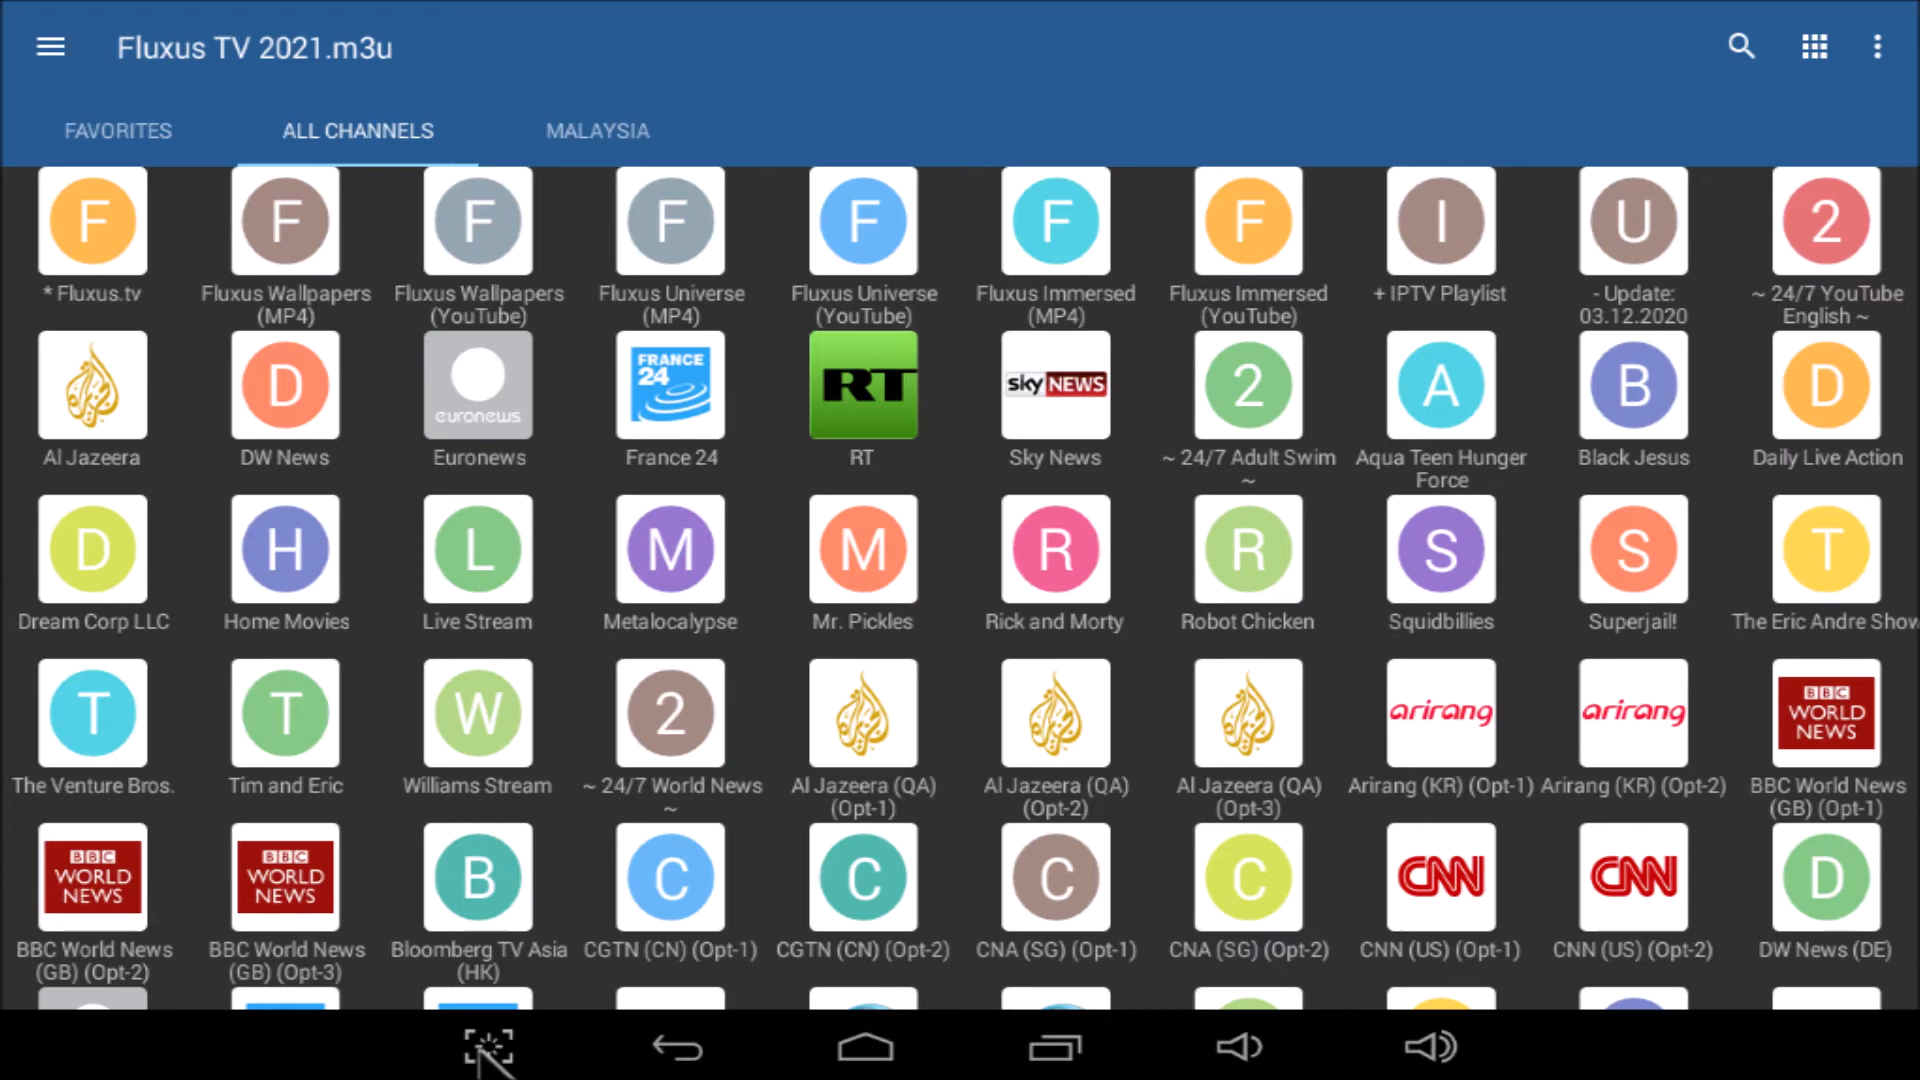 Fluxus TV 2021.m3u
FAVORITES
ALL CHANNELS
MALAYSIA
F
F
F
F
F
F
F
I
U
2
* Fluxus.tv
Fluxus Wallpapers
(MP4)
Fluxus Wallpapers
(YouTube)
Fluxus Universe
(MP4)
Fluxus Universe
(YouTube)
Fluxus Immersed
(MP4)
Fluxus Immersed
(YouTube)
+ IPTV Playlist
- Update:
03.12.2020
~ 24/7 YouTube
English ~
D
euronews
FRANCE
24
RT
sky NEWS
2
A
B
D
Al Jazeera
DW News
Euronews
France 24
RT
Sky News
~ 24/7 Adult Swim
~
Aqua Teen Hunger
Force
Black Jesus
Daily Live Action
D
H
L
M
M
R
R
S
S
T
Dream Corp LLC
Home Movies
Live Stream
Metalocalypse
Mr. Pickles
Rick and Morty
Robot Chicken
Squidbillies
Superjail!
The Eric Andre Show
T
T
W
2
arirang
arirang
BBC
WORLD
NEWS
The Venture Bros.
Tim and Eric
Williams Stream
~ 24/7 World News
~
Al Jazeera (QA)
(Opt-1)
Al Jazeera (QA)
(Opt-2)
Al Jazeera (QA)
(Opt-3)
Arirang (KR) (Opt-1)
Arirang (KR) (Opt-2)
BBC World News
(GB) (Opt-1)
BBC
WORLD
NEWS
BBC
WORLD
NEWS
B
C
C
C
C
CNN
CNN
D
BBC World News
(GB) (Opt-2)
BBC World News
(GB) (Opt-3)
Bloomberg TV Asia
(HK)
CGTN (CN) (Opt-1)
CGTN (CN) (Opt-2)
CNA (SG) (Opt-1)
CNA (SG) (Opt-2)
CNN (US) (Opt-1)
CNN (US) (Opt-2)
DW News (DE)